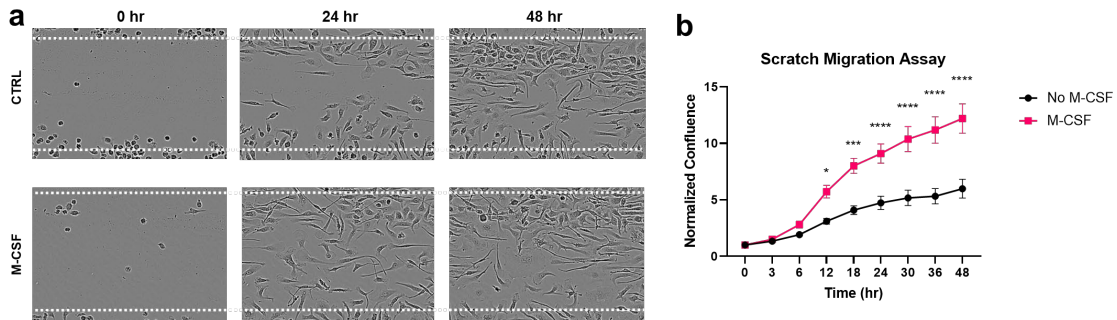 a
0 hr
24 hr
48 hr
CTRL
M-CSF
b
Scratch Migration Assay
Normalized Confluence
15
10
5
0
*
***
****
****
****
****
0 3 6 12 18 24 30 36 48
Time (hr)
No M-CSF
M-CSF